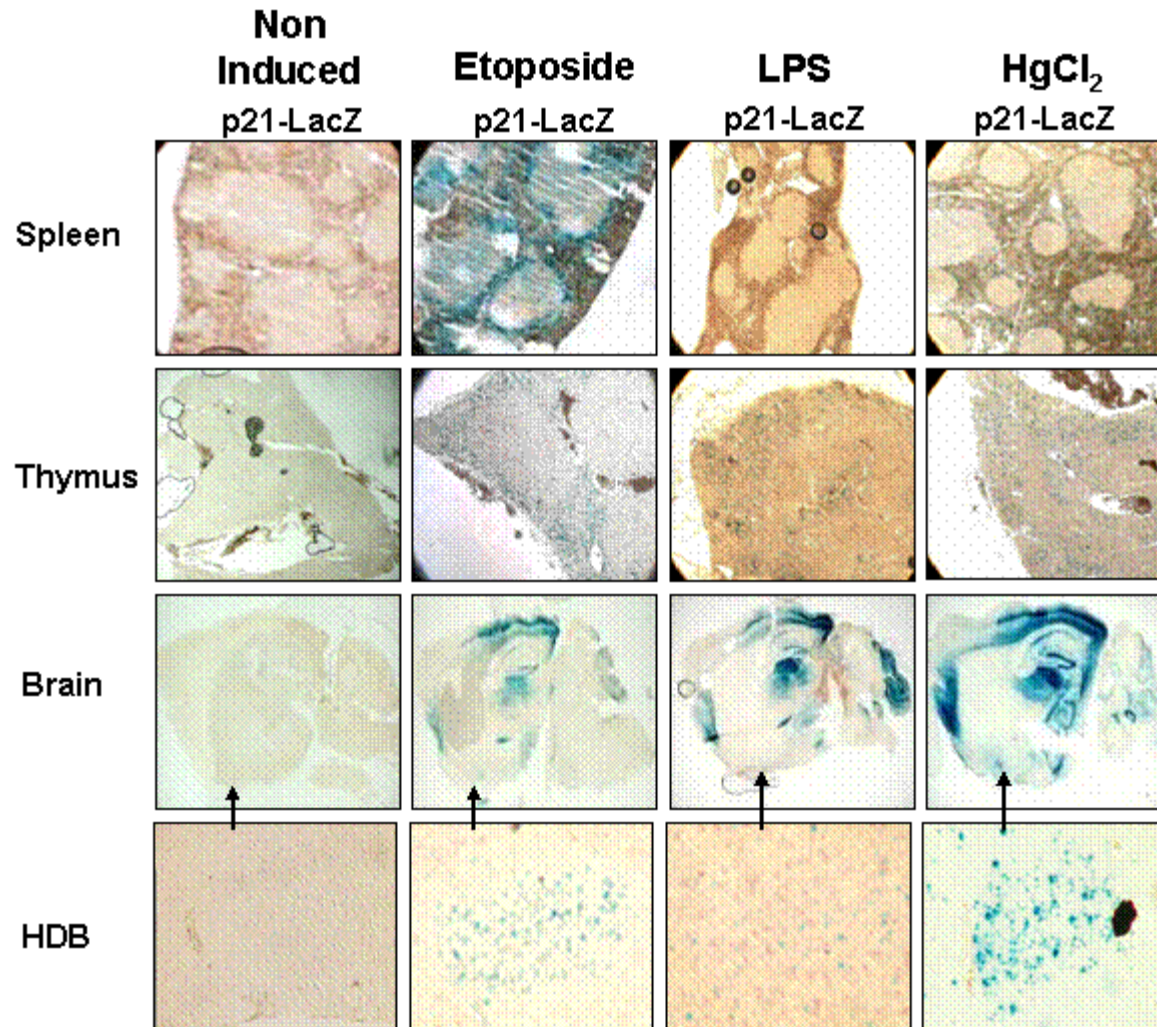 Non
Induced
Etoposide
LPS
HgCl₂
p21-LacZ
p21-LacZ
p21-LacZ
p21-LacZ
Spleen
Thymus
Brain
HDB